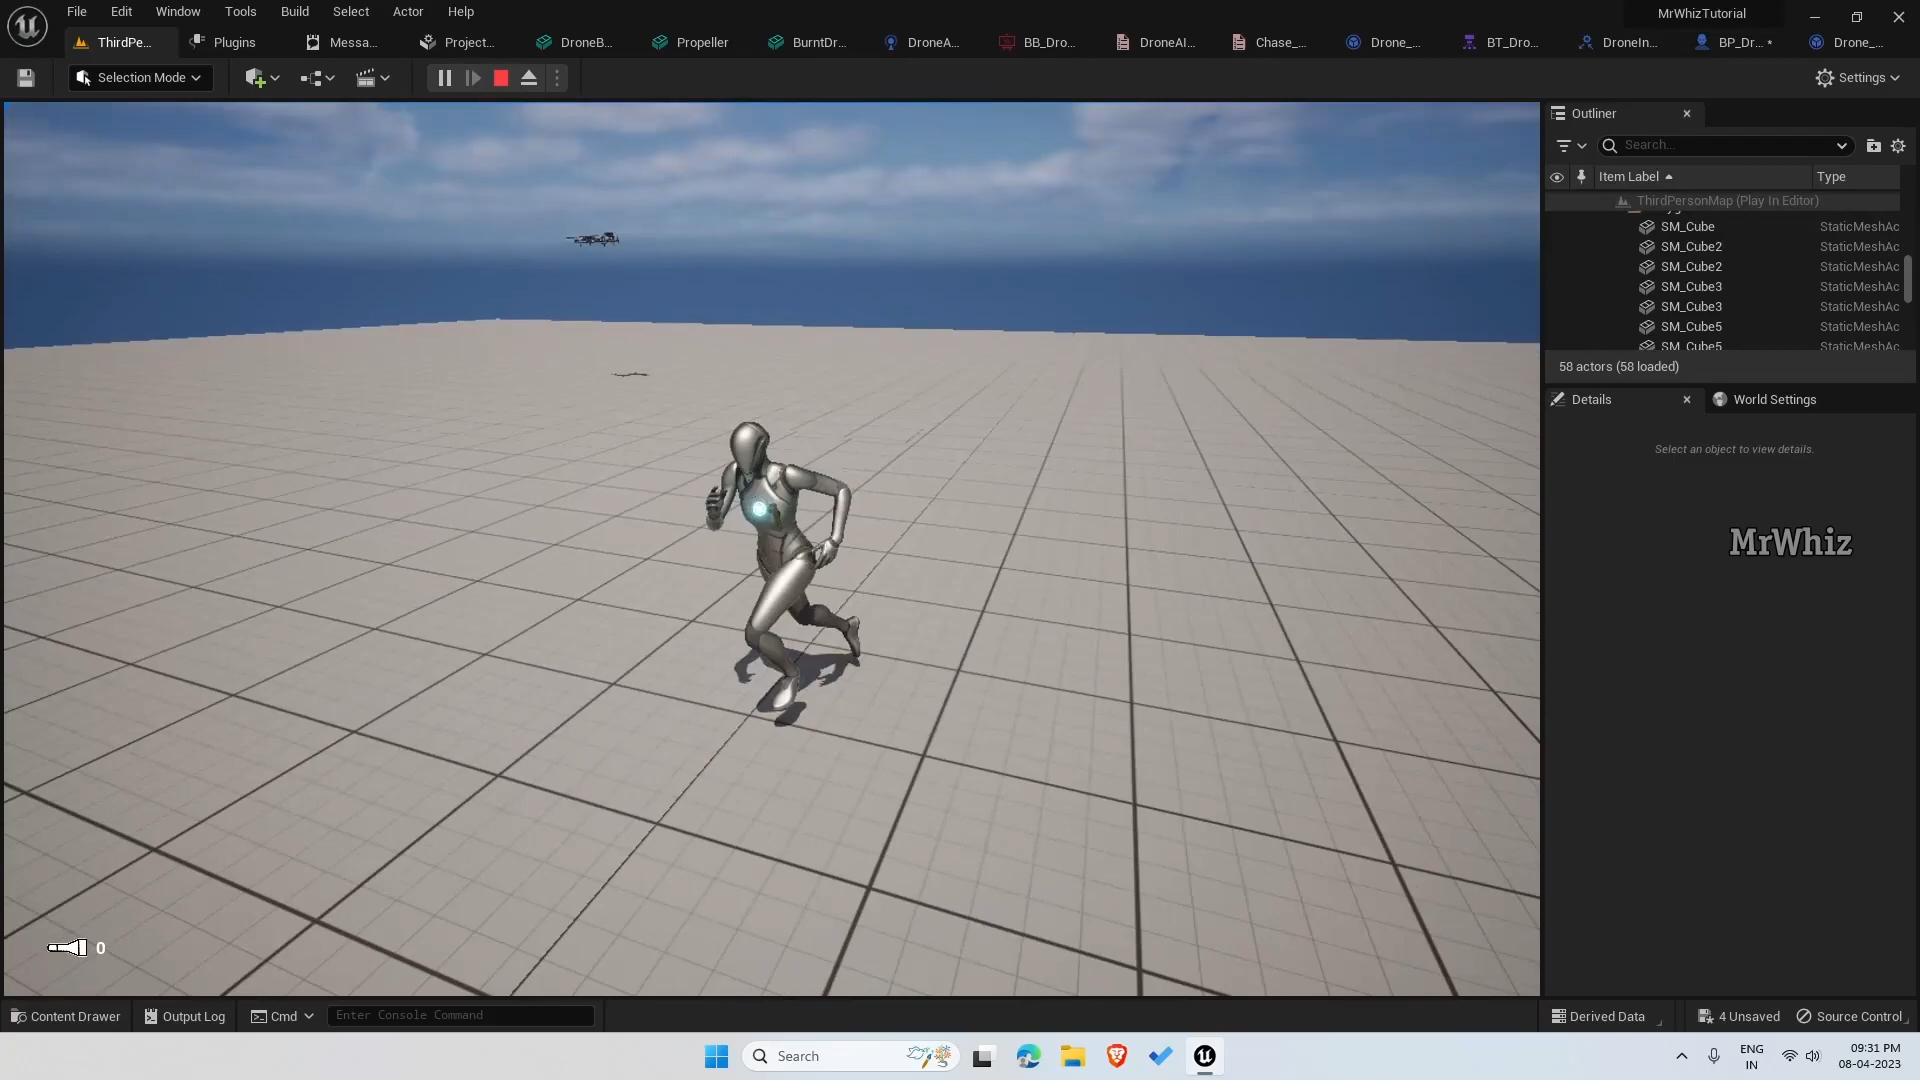 File Edit Window Tools Build Select Actor Help
MrWhizTutorial
ThirdPe... Plugins Messa... Project... DroneB... Propeller BurntDr... DroneA... BB_Dro... DroneAI... Chase_... Drone_... BT_Dro... DroneIn... BP_Dr... * Drone_...
Selection Mode
Settings
Outliner
Search...
Item Label Type
ThirdPersonMap (Play In Editor)
SM_Cube StaticMeshAc
SM_Cube2 StaticMeshAc
SM_Cube2 StaticMeshAc
SM_Cube3 StaticMeshAc
SM_Cube3 StaticMeshAc
SM_Cube5 StaticMeshAc
SM_Cube5 StaticMeshAc
58 actors (58 loaded)
Details World Settings
Select an object to view details.
MrWhiz
0
Content Drawer Output Log Cmd Enter Console Command Derived Data 4 Unsaved Source Control
Search
ENG
IN
09:31 PM
08-04-2023